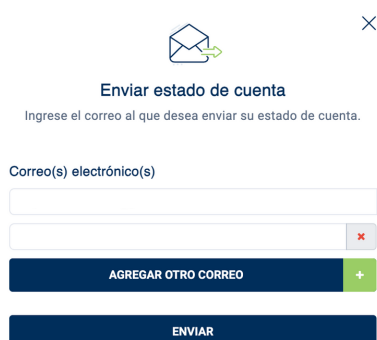 Enviar estado de cuenta
Ingrese el correo al que desea enviar su estado de cuenta.
Correo(s) electrónico(s)
AGREGAR OTRO CORREO +
ENVIAR